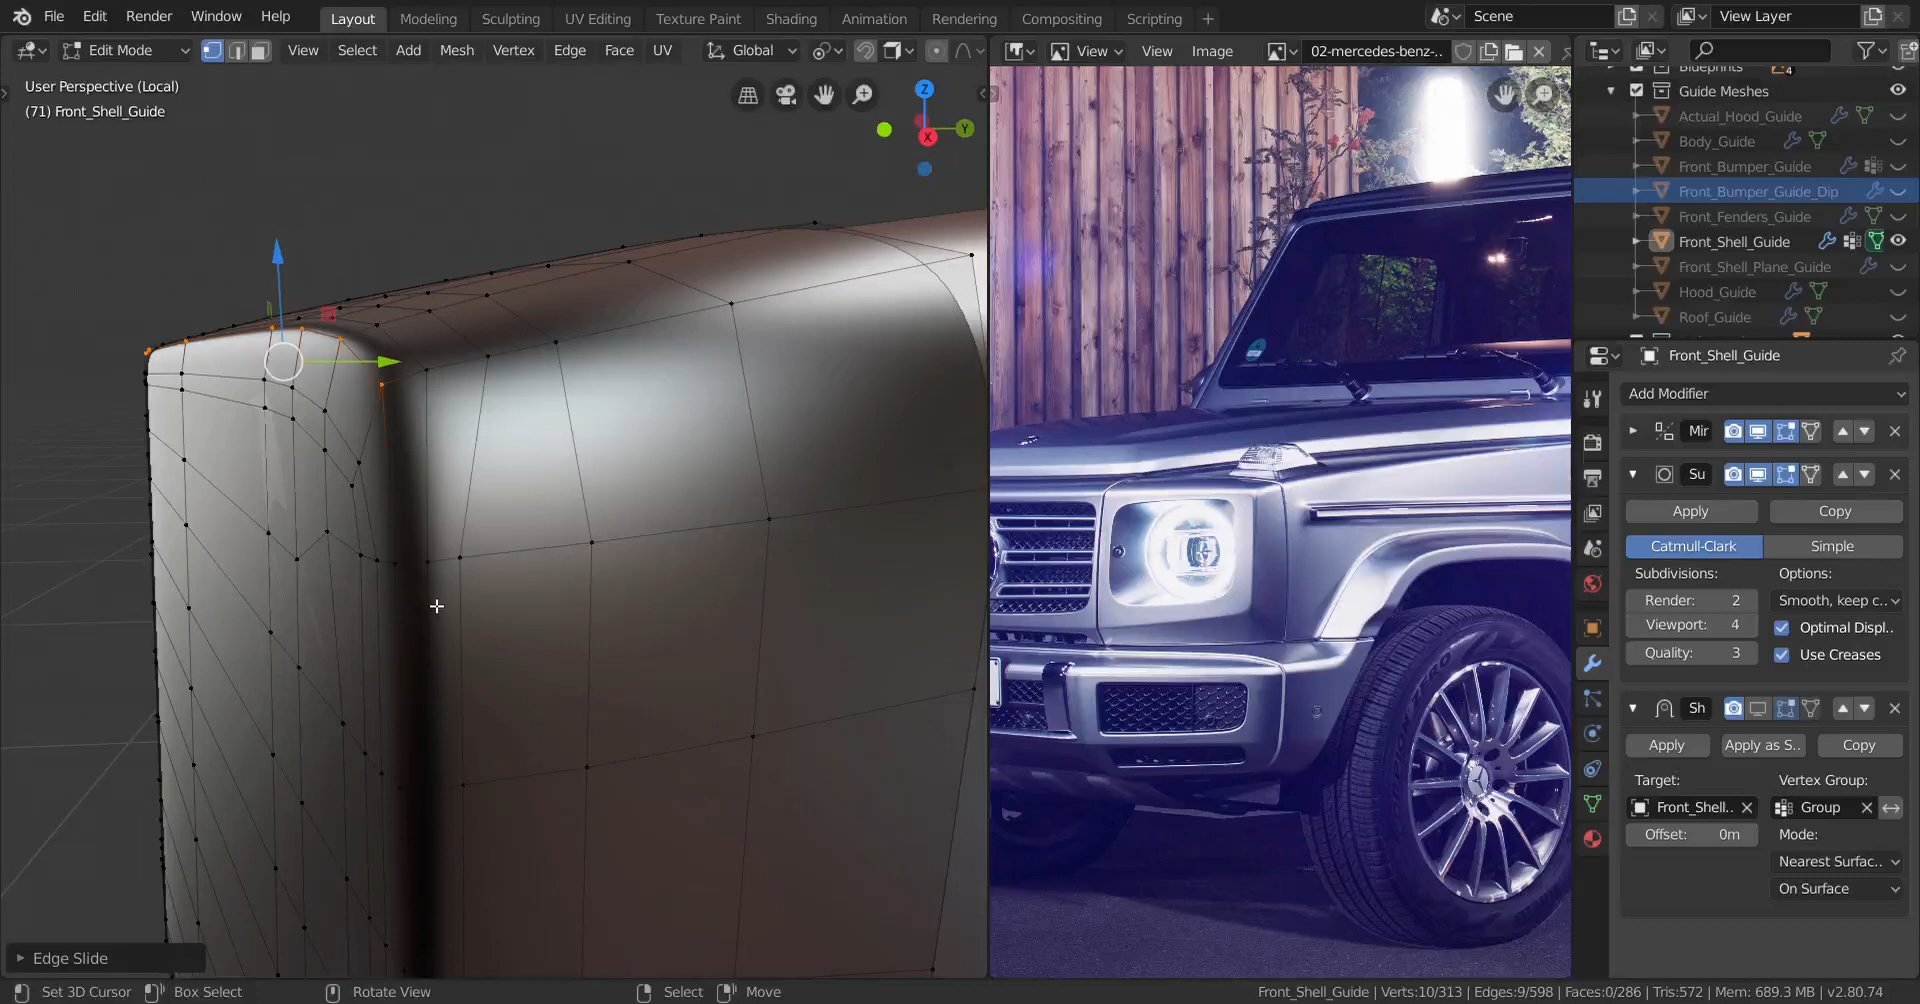 File Edit Render Window Help
Layout Modeling Sculpting UV Editing Texture Paint Shading Animation Rendering Compositing Scripting +
Scene
View Layer
Edit Mode
View Select Add Mesh Vertex Edge Face UV
Global
View View Image
02-mercedes-benz-..
User Perspective (Local)
(71) Front_Shell_Guide
Z
Y
X
Blueprints 4
Guide Meshes
Actual_Hood_Guide
Body_Guide
Front_Bumper_Guide
Front_Bumper_Guide_Dip
Front_Fenders_Guide
Front_Shell_Guide
Front_Shell_Plane_Guide
Hood_Guide
Roof_Guide
Front_Shell_Guide
Add Modifier
Mir
Su
Apply Copy
Catmull-Clark Simple
Subdivisions: Options:
Render: 2 Smooth, keep c..
Viewport: 4 Optimal Displ..
Quality: 3 Use Creases
Sh
Apply Apply as S.. Copy
Target: Vertex Group:
Front_Shell.. Group
Offset: 0m Mode:
Nearest Surfac..
On Surface
Edge Slide
Set 3D Cursor Box Select Rotate View Select Move
Front_Shell_Guide | Verts:10/313 | Edges:9/598 | Faces:0/286 | Tris:572 | Mem: 689.3 MB | v2.80.74